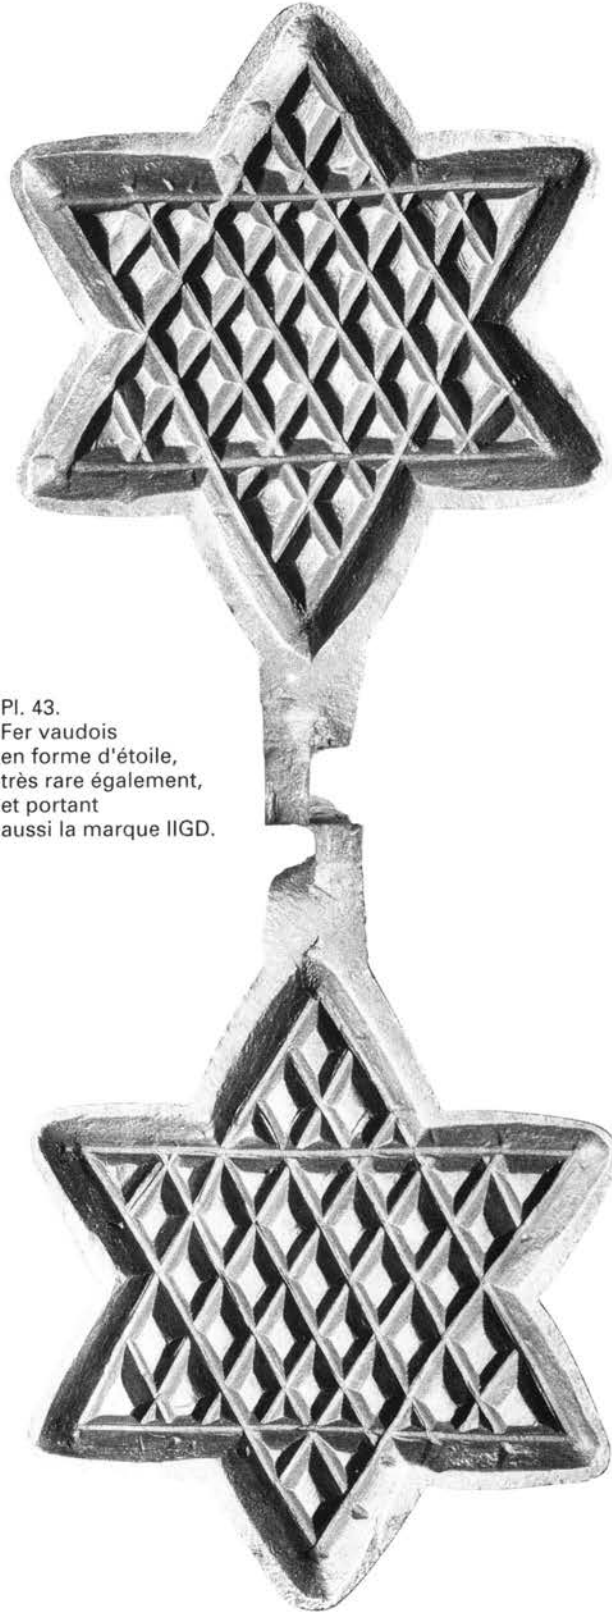 Pl. 43.
Fer vaudois
en forme d'étoile,
très rare également,
et portant
aussi la marque IIGD.